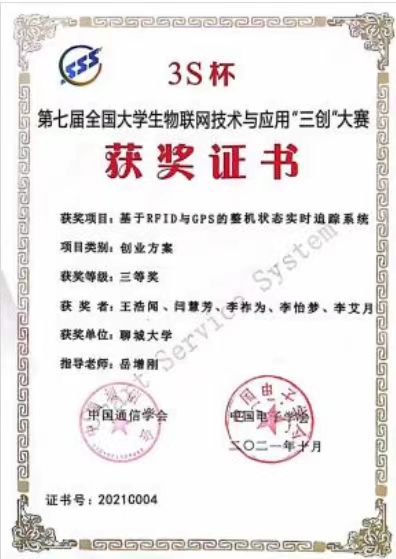 SSS
3S杯
第七届全国大学生物联网技术与应用“三创”大赛
获奖证书
获奖项目：基于RFID与GPS的整机状态实时追踪系统
项目类别：创业方案
获奖等级：三等奖
获 奖 者：王浩闻、闫慧芳、李祚为、李怡梦、李艾月
获奖单位：聊城大学
指导老师：岳增刚
Smart Service System
中国通信学会
中国电子学会
二〇二一年十月
证书号：2021C004